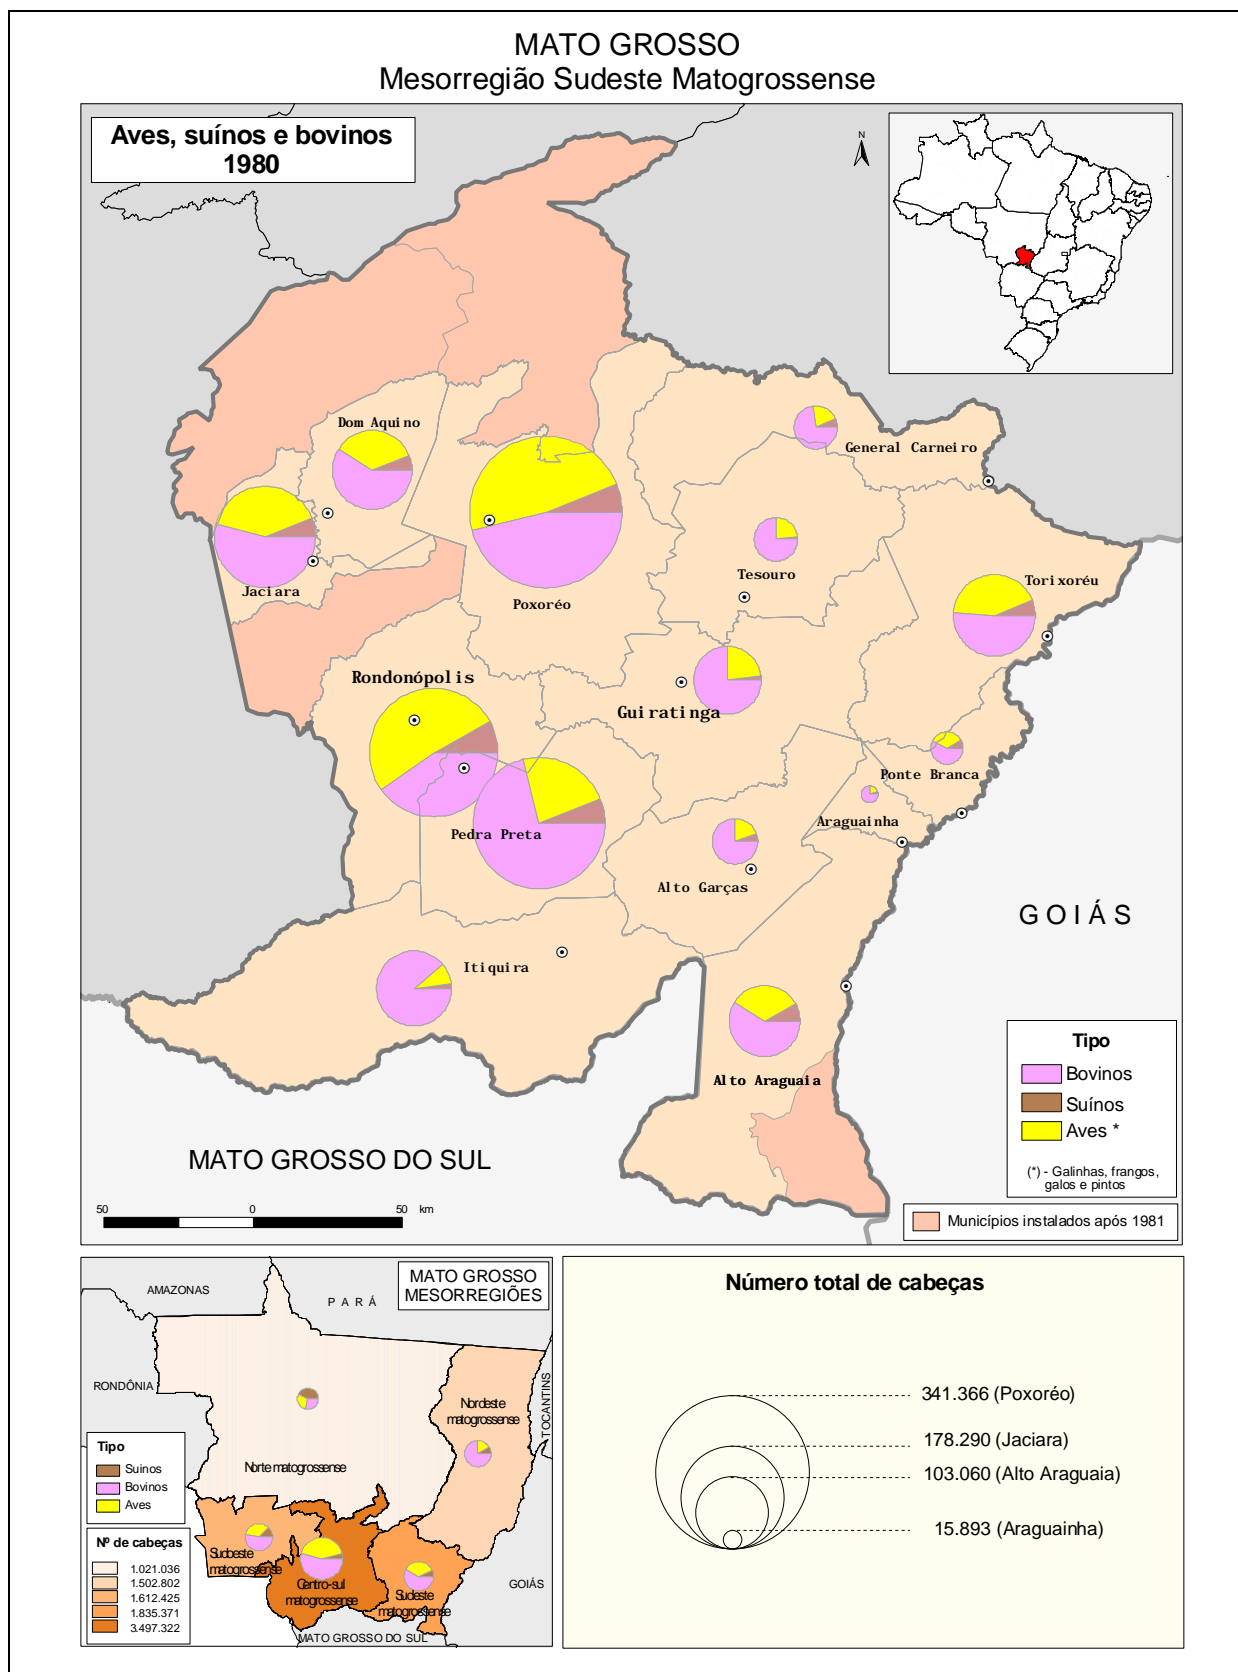 MATO GROSSO
Mesorregião Sudeste Matogrossense
Aves, suínos e bovinos
1980
N
Dom Aquino
General Carneiro
Jaciara
Poxoréo
Tesouro
Torixoréu
Rondonópolis
Guiratinga
Ponte Branca
Araguainha
Pedra Preta
Alto Garças
GOIÁS
Itiquira
Alto Araguaia
MATO GROSSO DO SUL
50 0 50 km
Tipo
Bovinos
Suínos
Aves *
(*) - Galinhas, frangos,
galos e pintos
Municípios instalados após 1981
MATO GROSSO
MESORREGIÕES
AMAZONAS
PARÁ
RONDÔNIA
TOCANTINS
Nordeste
matogrossense
Norte matogrossense
Tipo
Suinos
Bovinos
Aves
Nº de cabeças
1.021.036
1.502.802
1.612.425
1.835.371
3.497.322
Sudoeste
matogrossense
Centro-sul
matogrossense
Sudeste
matogrossense
GOIÁS
MATO GROSSO DO SUL
Número total de cabeças
341.366 (Poxoréo)
178.290 (Jaciara)
103.060 (Alto Araguaia)
15.893 (Araguainha)